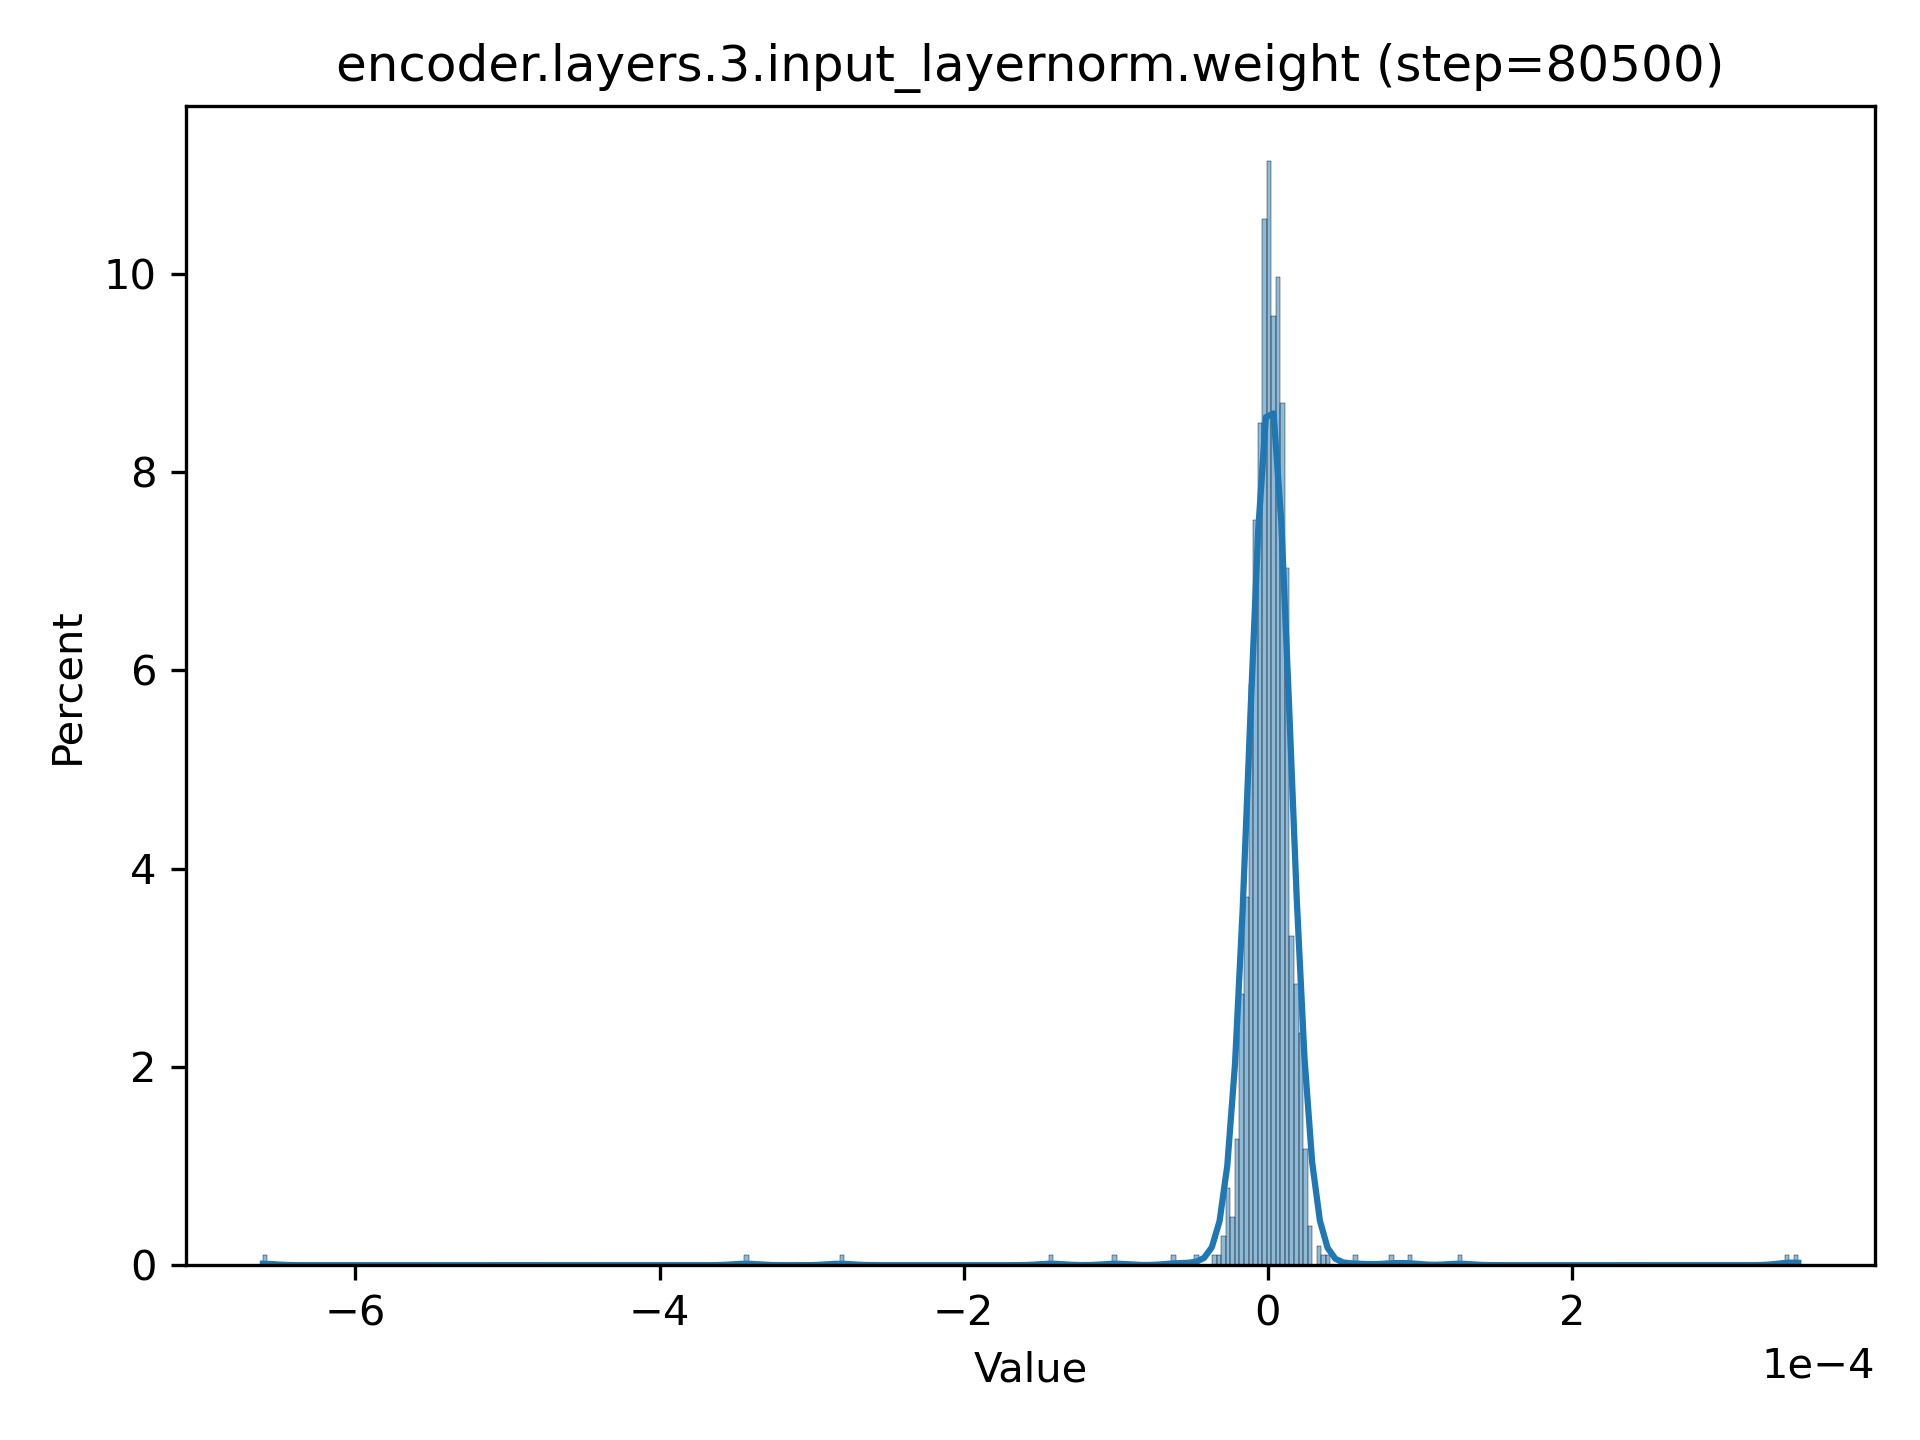 encoder.layers.3.input_layernorm.weight (step=80500)
10
8
6
4
2
0
Percent
−6
−4
−2
0
2
1e−4
Value